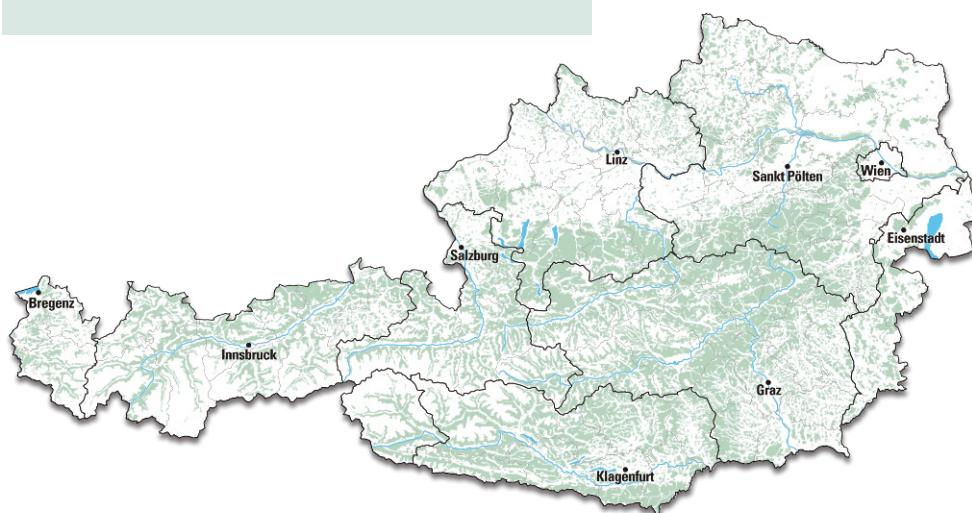 Linz
Sankt Pölten
Wien
Eisenstadt
Salzburg
Bregenz
Innsbruck
Graz
Klagenfurt